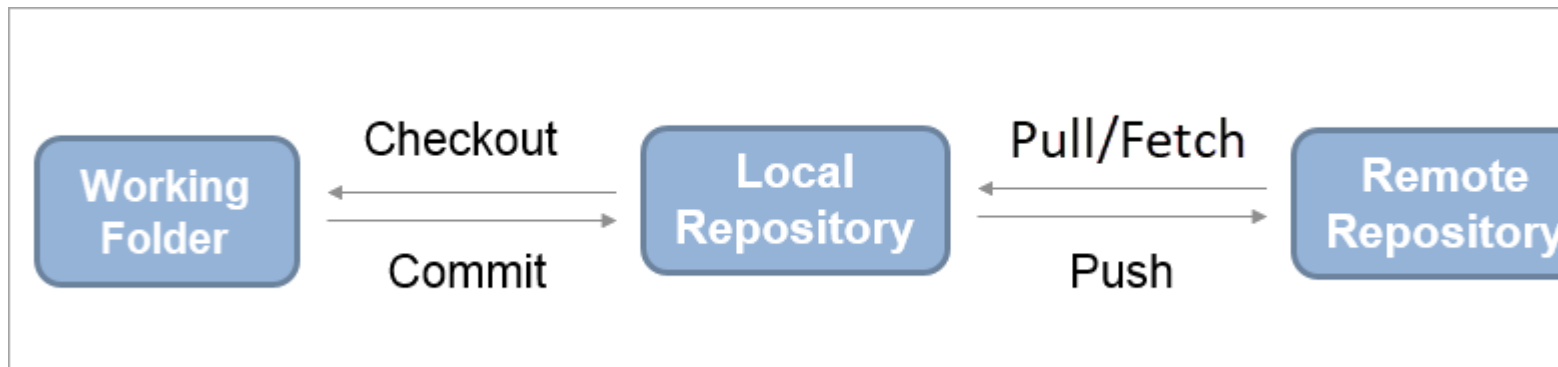 Checkout
Pull/Fetch
Working
Folder
Local
Repository
Remote
Repository
Commit
Push